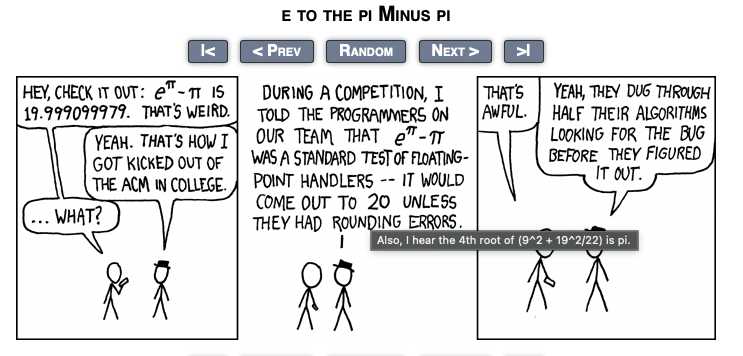 E TO THE PI MINUS PI
|<
< PREV
RANDOM
NEXT >
>|
HEY, CHECK IT OUT: e^π-π IS
19.999099979. THAT'S WEIRD.
YEAH. THAT'S HOW I
GOT KICKED OUT OF
THE ACM IN COLLEGE.
... WHAT?
DURING A COMPETITION, I
TOLD THE PROGRAMMERS ON
OUR TEAM THAT e^π-π
WAS A STANDARD TEST OF FLOATING-
POINT HANDLERS -- IT WOULD
COME OUT TO 20 UNLESS
THEY HAD ROUNDING ERRORS.
Also, I hear the 4th root of (9^2 + 19^2/22) is pi.
THAT'S
AWFUL.
YEAH, THEY DUG THROUGH
HALF THEIR ALGORITHMS
LOOKING FOR THE BUG
BEFORE THEY FIGURED
IT OUT.